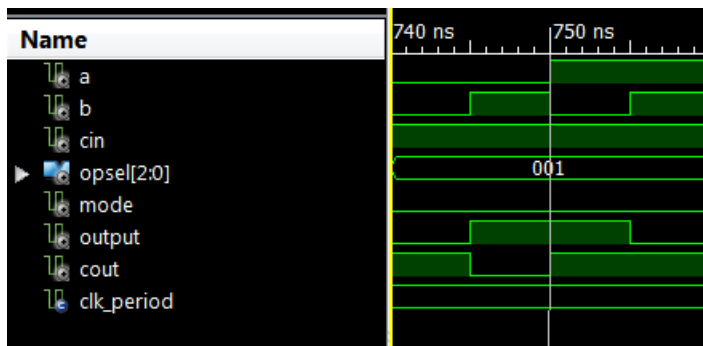 Name
740 ns
750 ns
a
b
cin
opsel[2:0]
001
mode
output
cout
clk_period